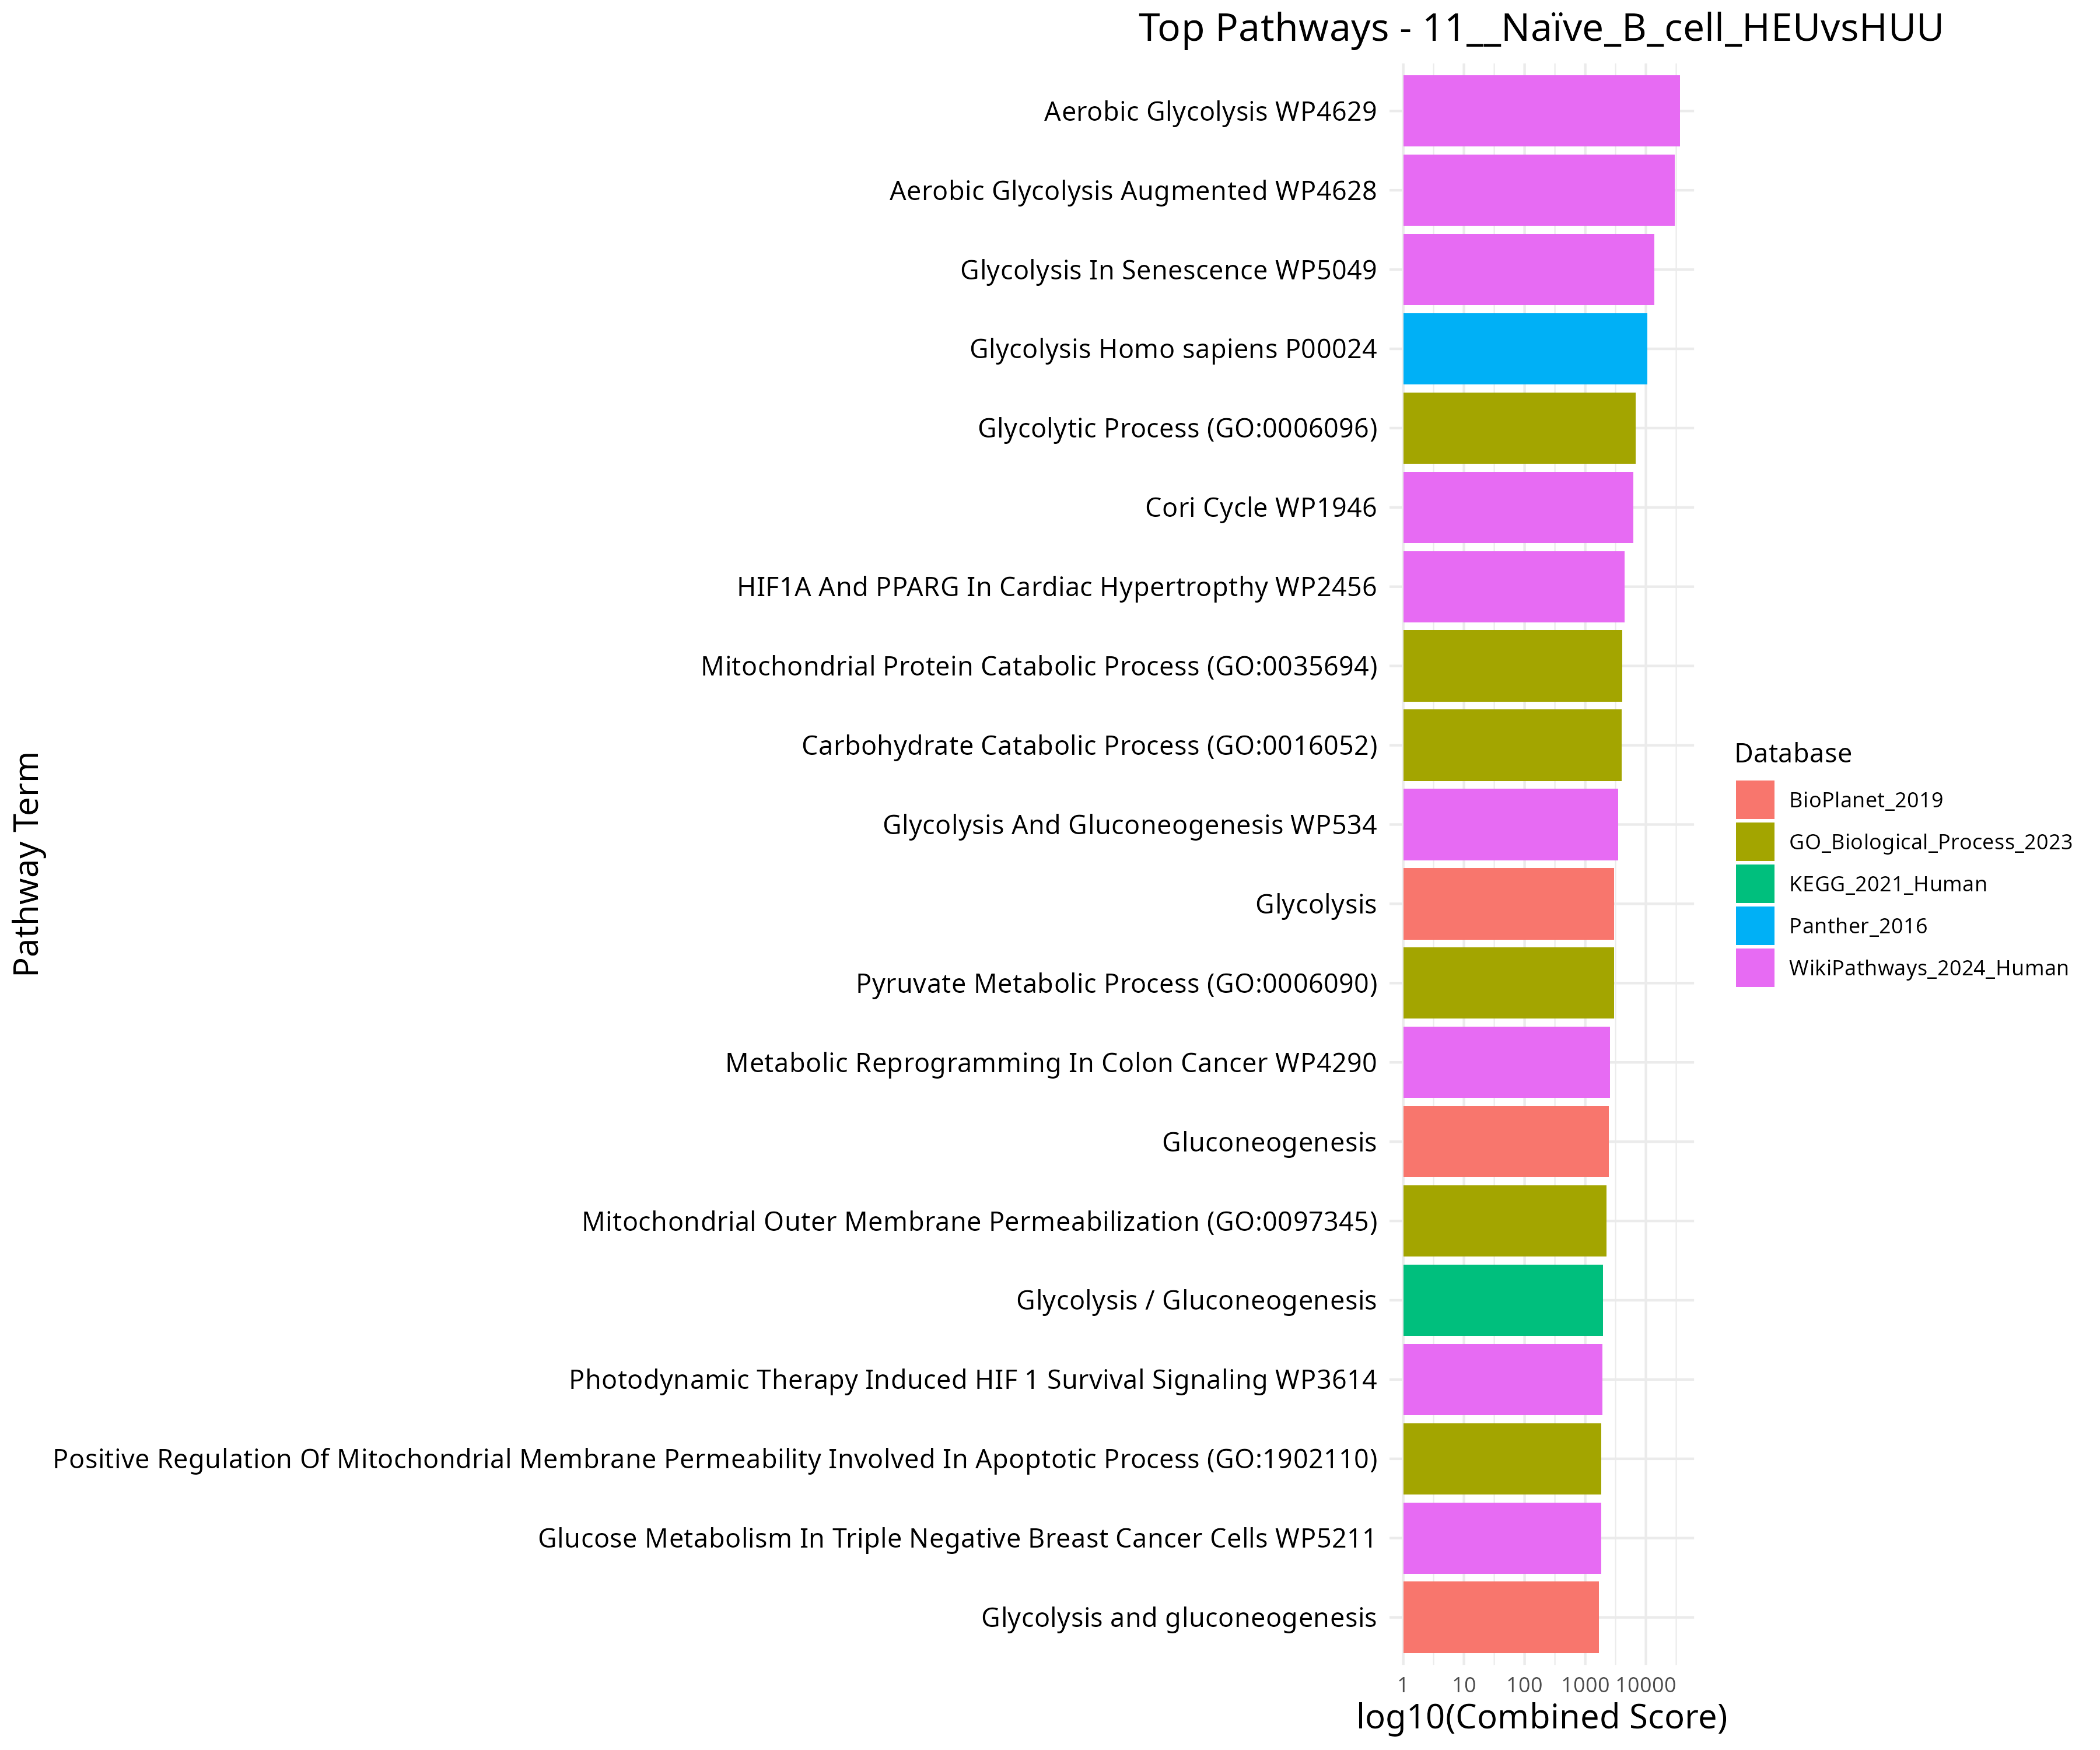 Top Pathways - 11__Naïve_B_cell_HEUvsHUU
Pathway Term
Aerobic Glycolysis WP4629
Aerobic Glycolysis Augmented WP4628
Glycolysis In Senescence WP5049
Glycolysis Homo sapiens P00024
Glycolytic Process (GO:0006096)
Cori Cycle WP1946
HIF1A And PPARG In Cardiac Hypertropthy WP2456
Mitochondrial Protein Catabolic Process (GO:0035694)
Carbohydrate Catabolic Process (GO:0016052)
Glycolysis And Gluconeogenesis WP534
Glycolysis
Pyruvate Metabolic Process (GO:0006090)
Metabolic Reprogramming In Colon Cancer WP4290
Gluconeogenesis
Mitochondrial Outer Membrane Permeabilization (GO:0097345)
Glycolysis / Gluconeogenesis
Photodynamic Therapy Induced HIF 1 Survival Signaling WP3614
Positive Regulation Of Mitochondrial Membrane Permeability Involved In Apoptotic Process (GO:1902110)
Glucose Metabolism In Triple Negative Breast Cancer Cells WP5211
Glycolysis and gluconeogenesis
1 10 100 1000 10000
log10(Combined Score)
Database
BioPlanet_2019
GO_Biological_Process_2023
KEGG_2021_Human
Panther_2016
WikiPathways_2024_Human